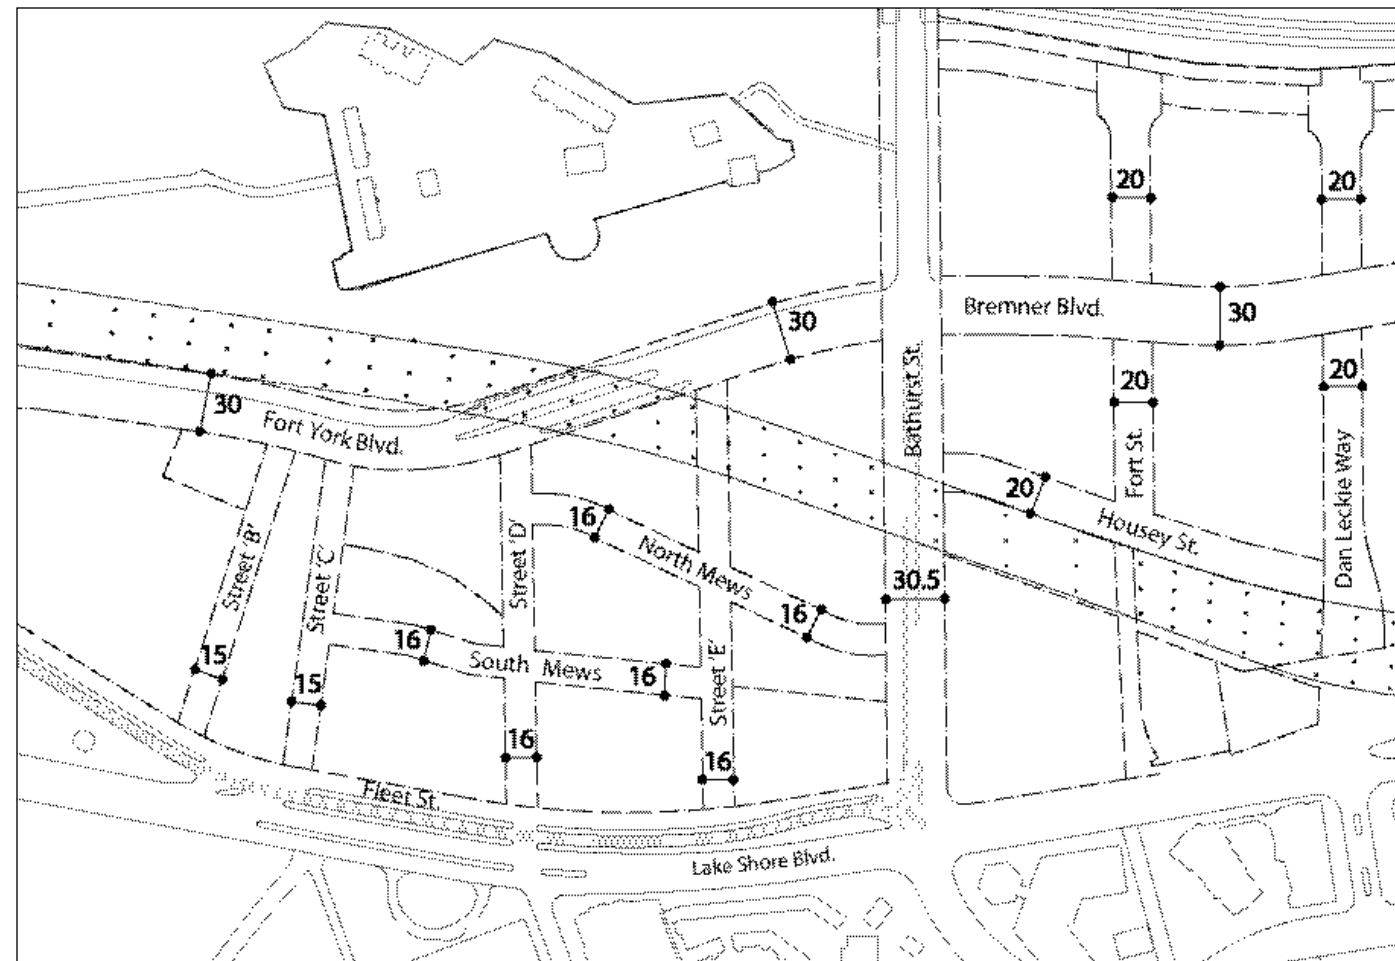 20
20
Bremner Blvd.
30
30
30
Fort York Blvd.
Bathurst St.
20
20
Fort St.
Dan Leckie Way
20
Housey St.
16
North Mews
16
30.5
Street 'B'
Street 'C'
Street 'D'
Street 'E'
16
South Mews
16
15
15
16
16
Fleet St.
Lake Shore Blvd.